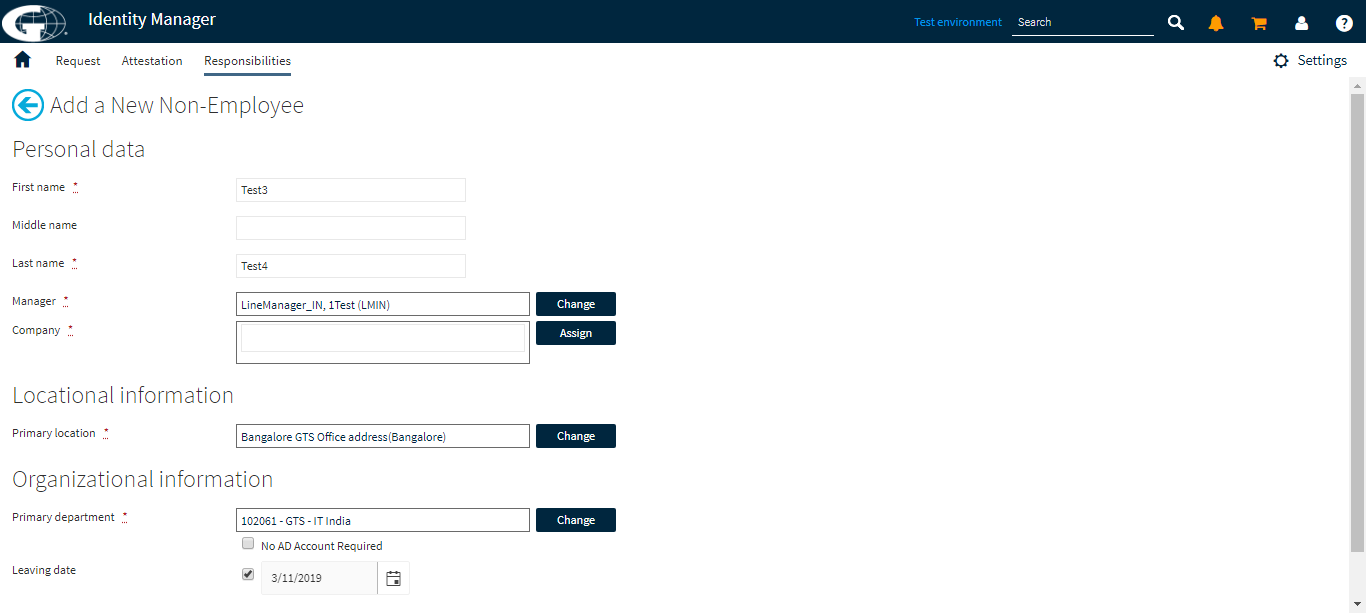 Identity Manager
Test environment
Search
Request
Attestation
Responsibilities
Settings
Add a New Non-Employee
Personal data
First name *
Test3
Middle name
Last name *
Test4
Manager *
LineManager_IN, 1Test (LMIN)
Change
Company *
Assign
Locational information
Primary location *
Bangalore GTS Office address(Bangalore)
Change
Organizational information
Primary department *
102061 - GTS - IT India
Change
No AD Account Required
Leaving date
3/11/2019